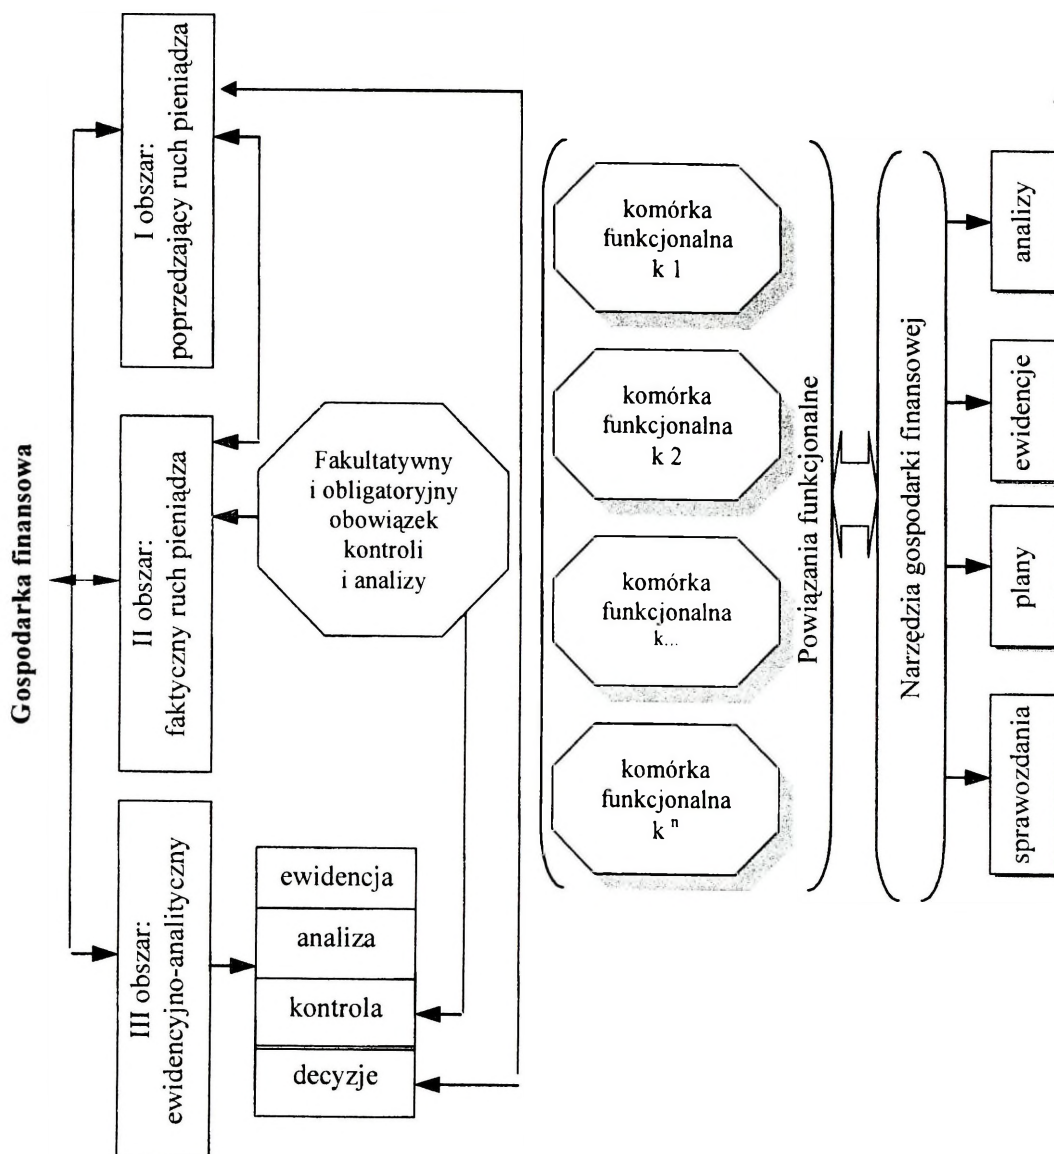 Gospodarka finansowa
I obszar:
poprzedzający ruch pieniądza
II obszar:
faktyczny ruch pieniądza
III obszar:
ewidencyjno-analityczny
Fakultatywny
i obligatoryjny
obowiązek
kontroli
i analizy
ewidencja
analiza
kontrola
decyzje
komórka
funkcjonalna
k 1
komórka
funkcjonalna
k 2
komórka
funkcjonalna
k...
komórka
funkcjonalna
k n
Powiązania funkcjonalne
Narzędzia gospodarki finansowej
analizy
ewidencje
plany
sprawozdania